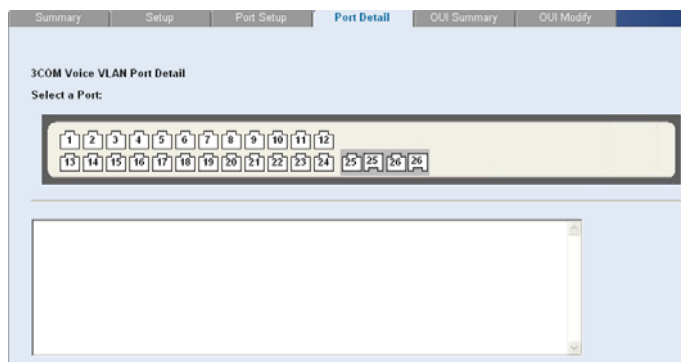 Summary Setup Port Setup Port Detail OUI Summary OUI Modify
3COM Voice VLAN Port Detail
Select a Port:
1 2 3 4 5 6 7 8 9 10 11 12
13 14 15 16 17 18 19 20 21 22 23 24 25 25 26 26